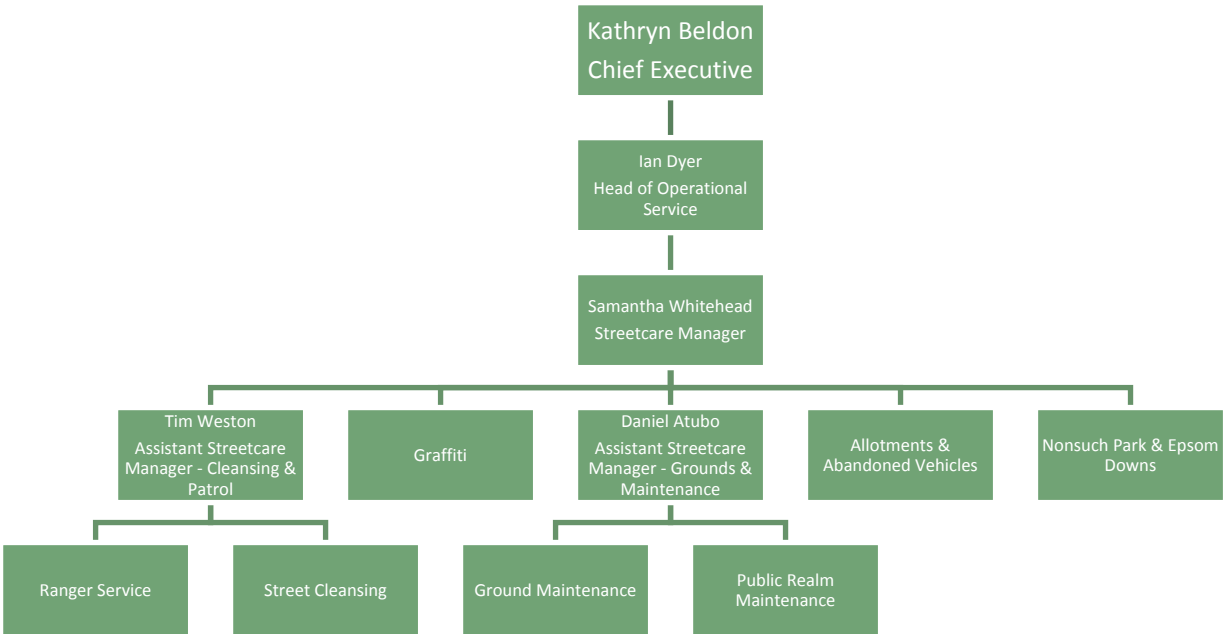 Kathryn Beldon
Chief Executive
Ian Dyer
Head of Operational
Service
Samantha Whitehead
Streetcare Manager
Tim Weston
Assistant Streetcare
Manager - Cleansing &
Patrol
Graffiti
Daniel Atubo
Assistant Streetcare
Manager - Grounds &
Maintenance
Allotments &
Abandoned Vehicles
Nonsuch Park & Epsom
Downs
Ranger Service
Street Cleansing
Ground Maintenance
Public Realm
Maintenance